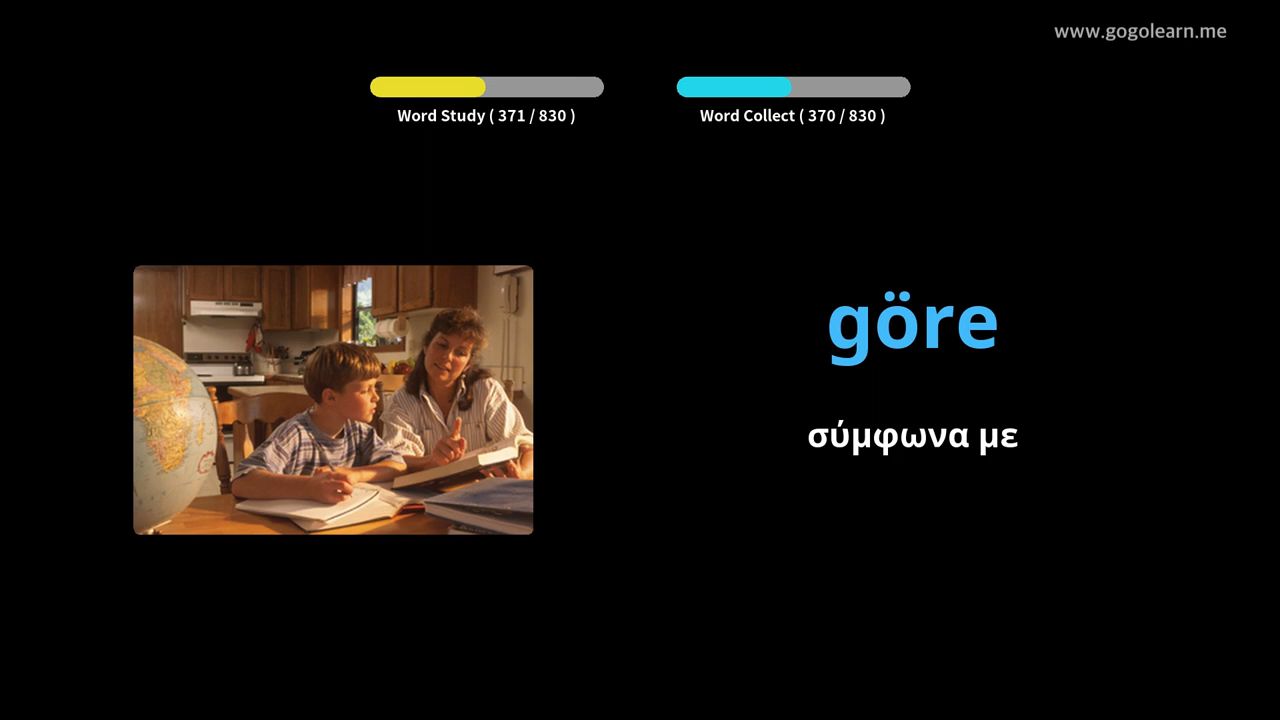 www.gogolearn.me
Word Study ( 371 / 830 )
Word Collect ( 370 / 830 )
göre
σύμφωνα με